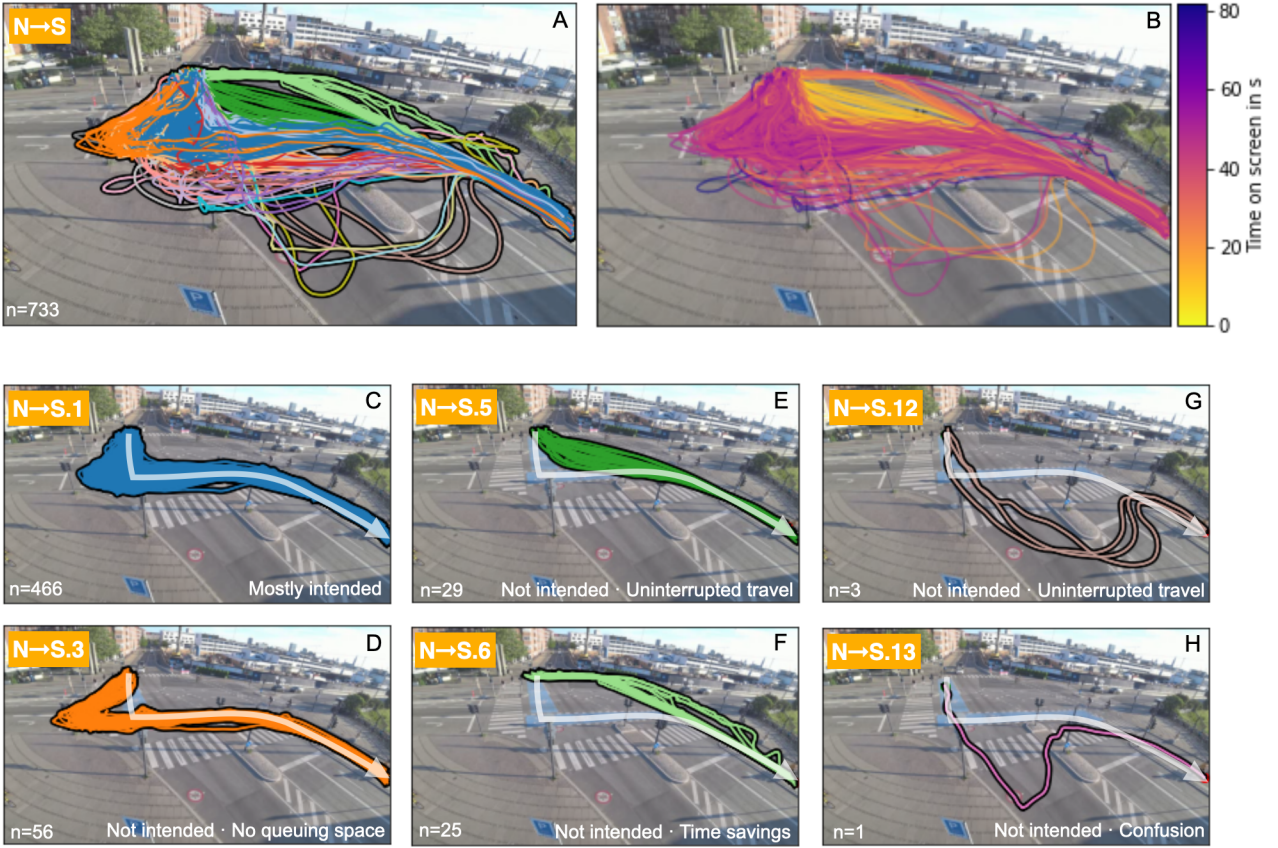 N→S
A
B
n=733
80
60
40
20
0
Time on screen in s
N→S.1
C
n=466
Mostly intended
N→S.5
E
n=29
Not intended · Uninterrupted travel
N→S.12
G
n=3
Not intended · Uninterrupted travel
N→S.3
D
n=56
Not intended · No queuing space
N→S.6
F
n=25
Not intended · Time savings
N→S.13
H
n=1
Not intended · Confusion
P